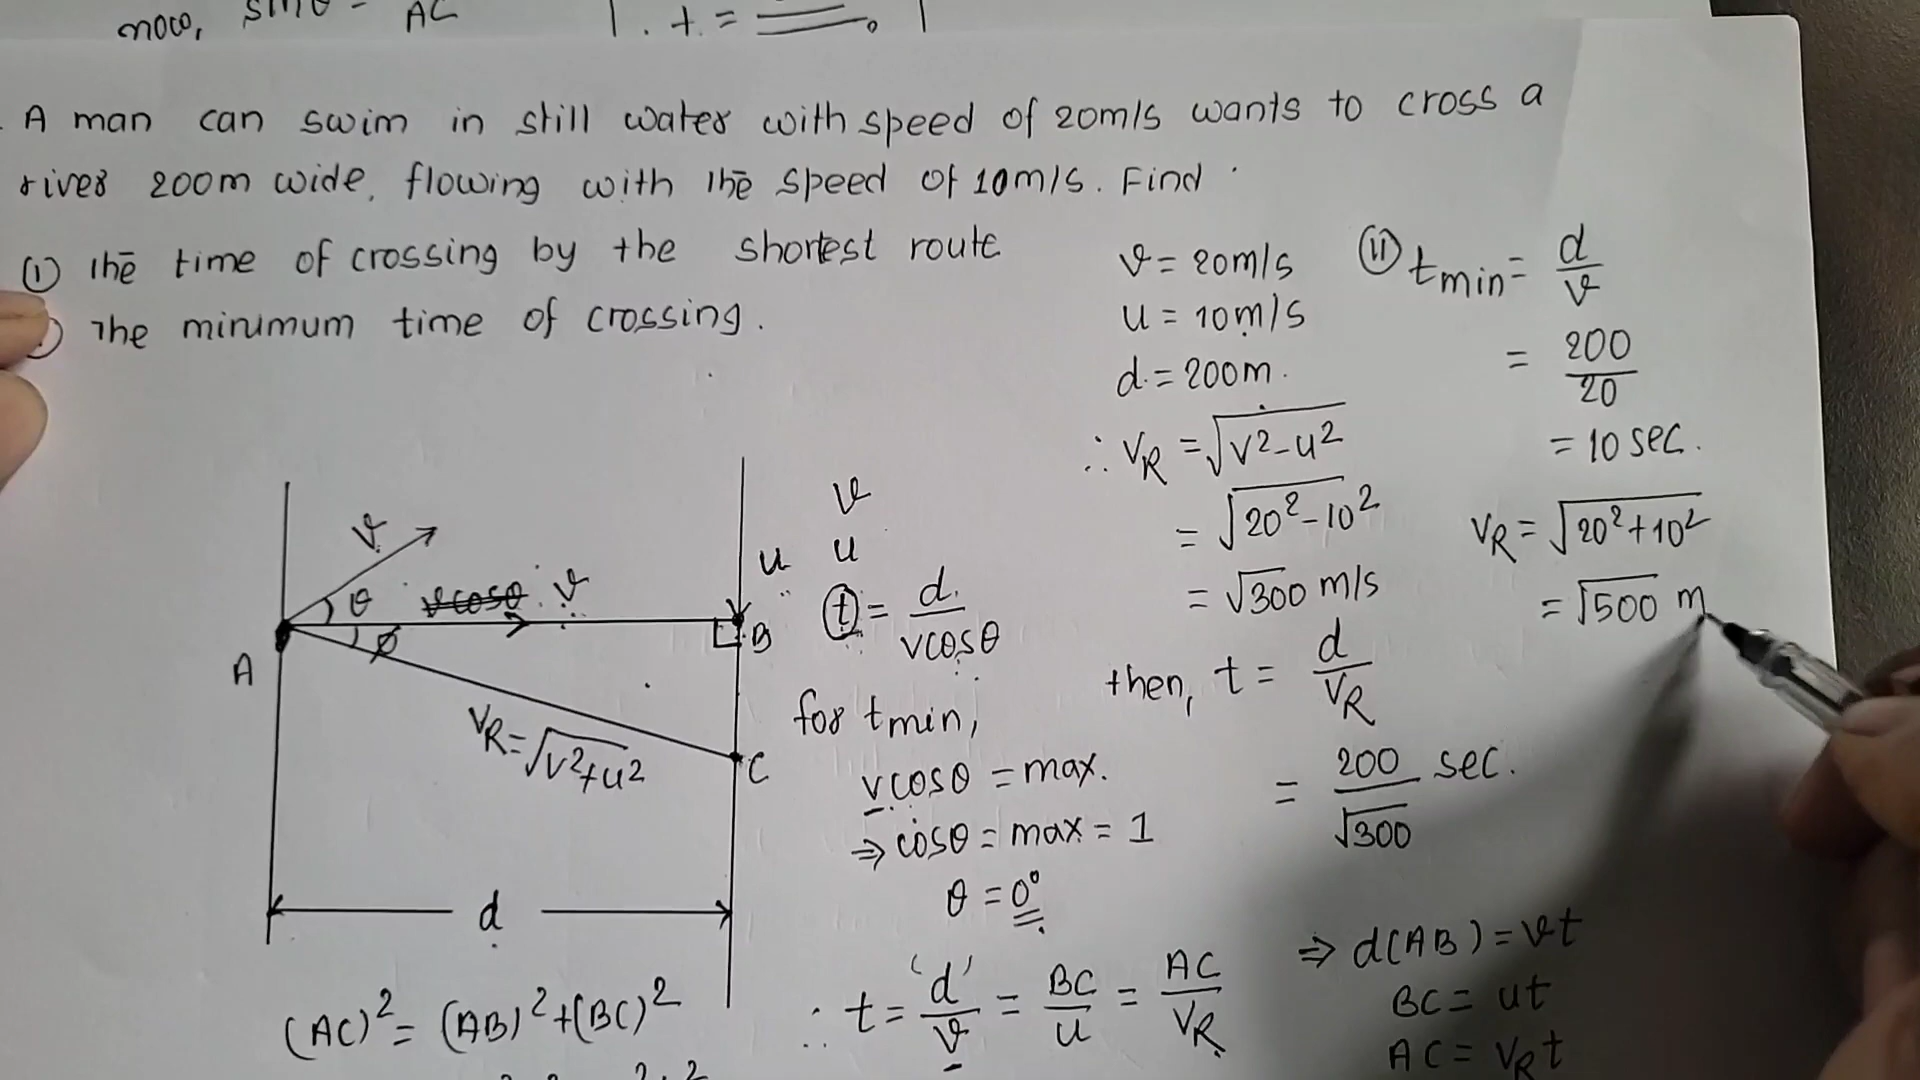 now, sinθ = AC
∴ t =
A man can swim in still water with speed of 20m/s wants to cross a
river 200m wide, flowing with the speed of 10m/s. Find
(i) the time of crossing by the shortest route
The minimum time of crossing.
v = 20m/s
u = 10m/s
d = 200m.
∴ VR = √v²-u²
= √20²-10²
= √300 m/s
then, t = d/VR
= 200/√300 sec.
(ii) tmin = d/v
= 200/20
= 10 sec.
VR = √20²+10²
= √500 m
v
θ
vcosθ v
A
φ
B
u
VR = √v²+u²
C
d
v
u
t = d/vcosθ
for tmin,
vcosθ = max.
⇒ cosθ = max = 1
θ = 0°
∴ t = 'd'/v = BC/u = AC/VR
⇒ d(AB) = vt
BC = ut
AC = VRt
(AC)² = (AB)²+(BC)²